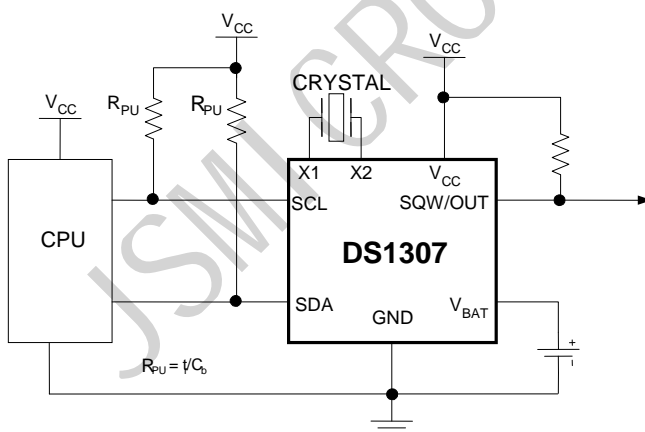 V_CC
V_CC
CRYSTAL
R_PU R_PU
V_CC
X1 X2 V_CC
SCL SQW/OUT
CPU
DS1307
SDA V_BAT
GND
+
R_PU = t/C_b
JSMICRO